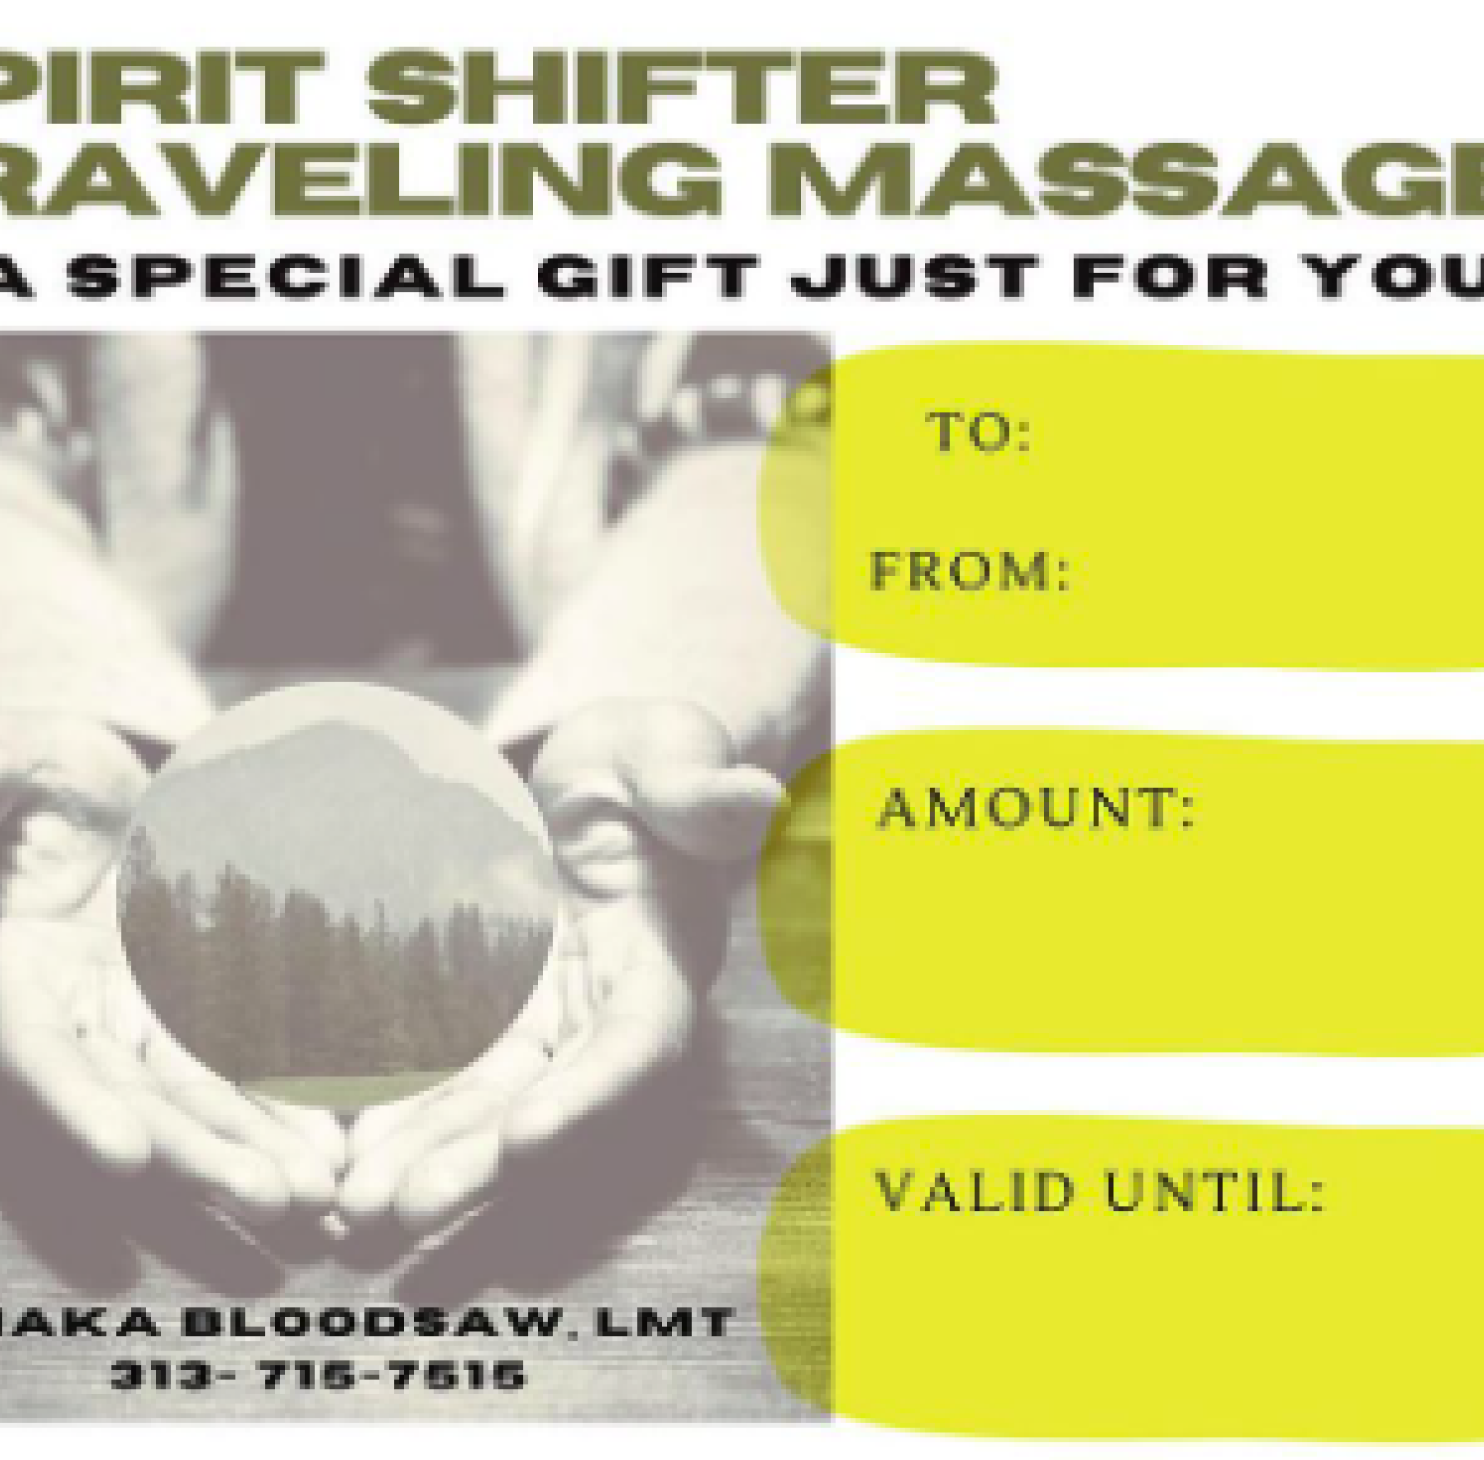 PIRIT SHIFTER
RAVELING MASSAGE
A SPECIAL GIFT JUST FOR YOU
TO:
FROM:
AMOUNT:
VALID UNTIL:
AKA BLOODSAW, LMT
313- 715-7515